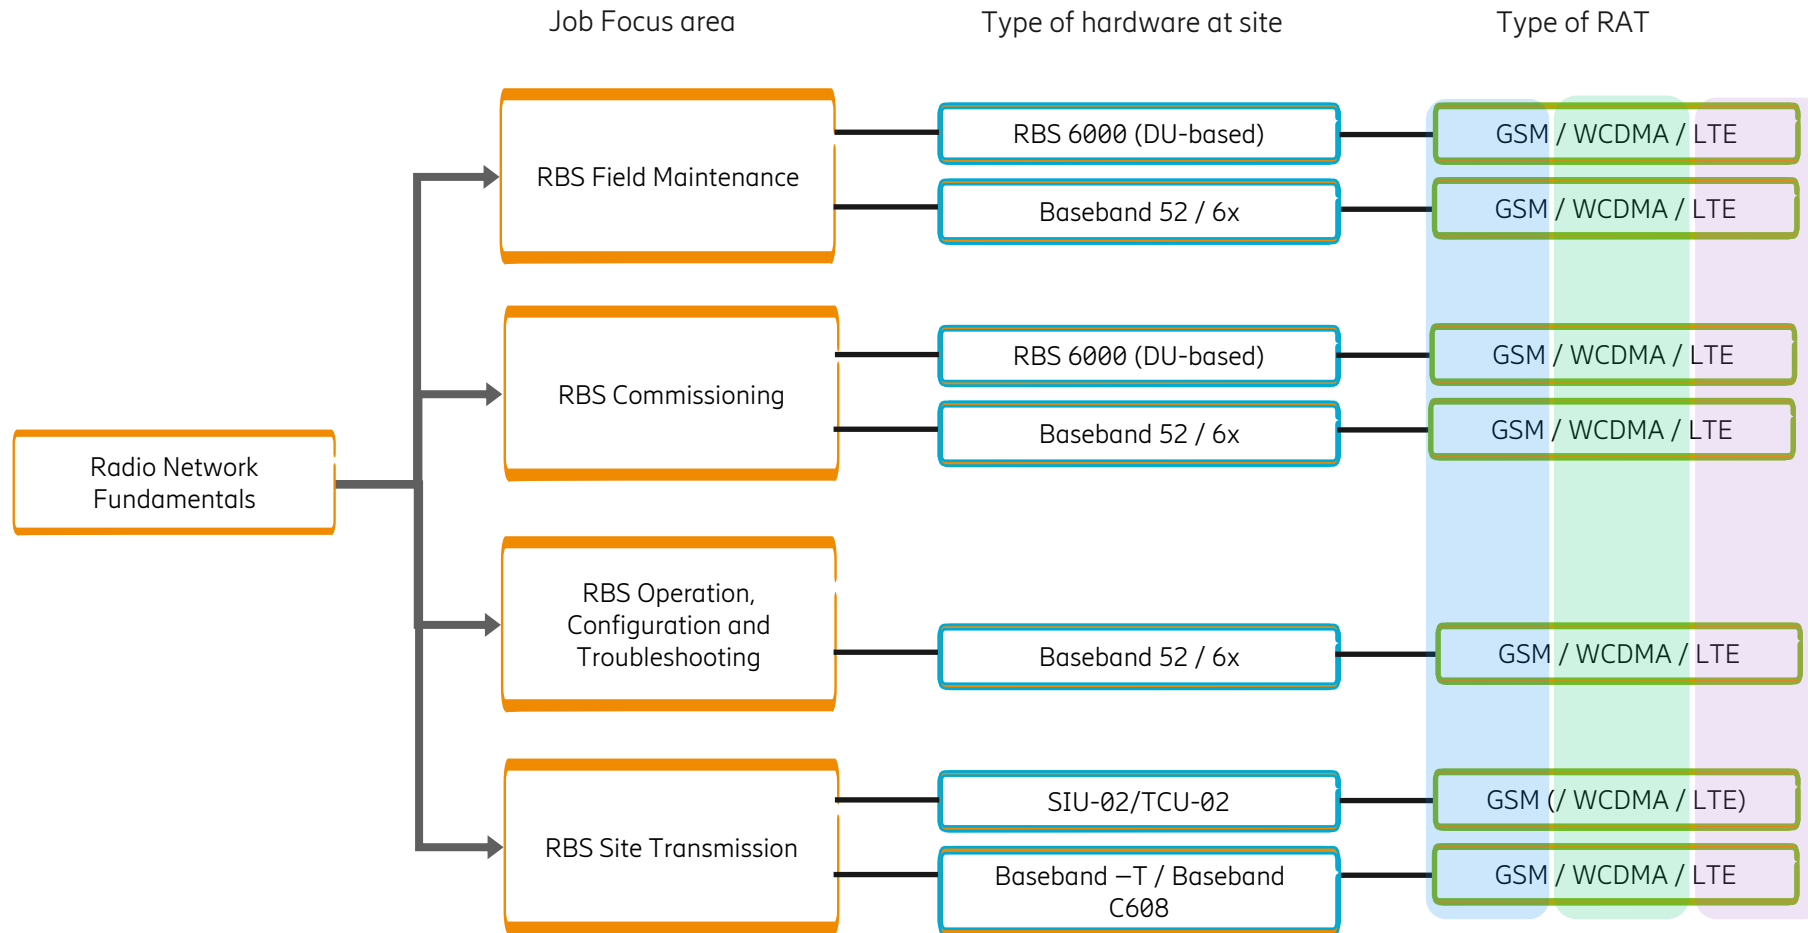 Job Focus area
Type of hardware at site
Type of RAT
RBS Field Maintenance
RBS 6000 (DU-based)
GSM / WCDMA / LTE
Baseband 52 / 6x
GSM / WCDMA / LTE
RBS Commissioning
RBS 6000 (DU-based)
GSM / WCDMA / LTE
Baseband 52 / 6x
GSM / WCDMA / LTE
Radio Network
Fundamentals
RBS Operation,
Configuration and
Troubleshooting
Baseband 52 / 6x
GSM / WCDMA / LTE
RBS Site Transmission
SIU-02/TCU-02
GSM (/ WCDMA / LTE)
Baseband –T / Baseband
C608
GSM / WCDMA / LTE